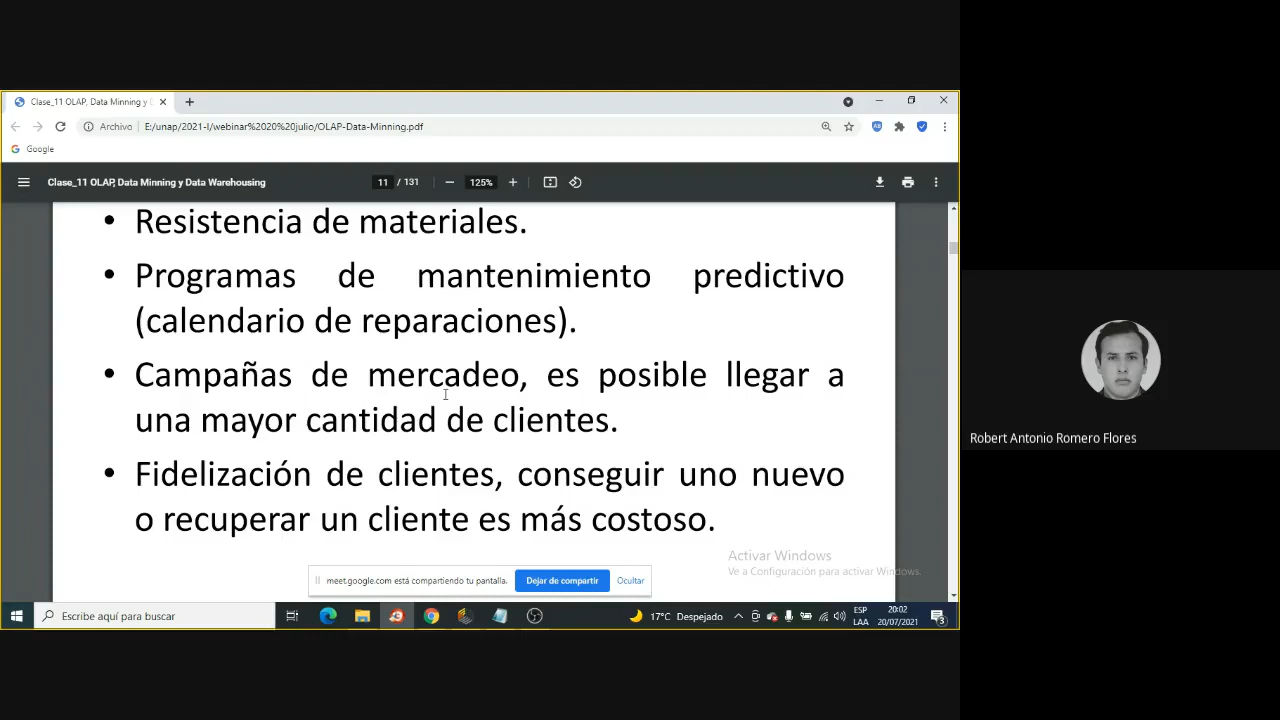 Clase_11 OLAP, Data Minning y D
Archivo E:/unap/2021-I/webinar%2020%20julio/OLAP-Data-Minning.pdf
Google
Clase_11 OLAP, Data Minning y Data Warehousing 11 / 131 125%
• Resistencia de materiales.
• Programas de mantenimiento predictivo
(calendario de reparaciones).
• Campañas de mercadeo, es posible llegar a
una mayor cantidad de clientes.
• Fidelización de clientes, conseguir uno nuevo
o recuperar un cliente es más costoso.
Robert Antonio Romero Flores
Activar Windows
Ve a Configuración para activar Windows.
meet.google.com está compartiendo tu pantalla. Dejar de compartir Ocultar
Escribe aquí para buscar 17°C Despejado ESP 20:02
LAA 20/07/2021 3